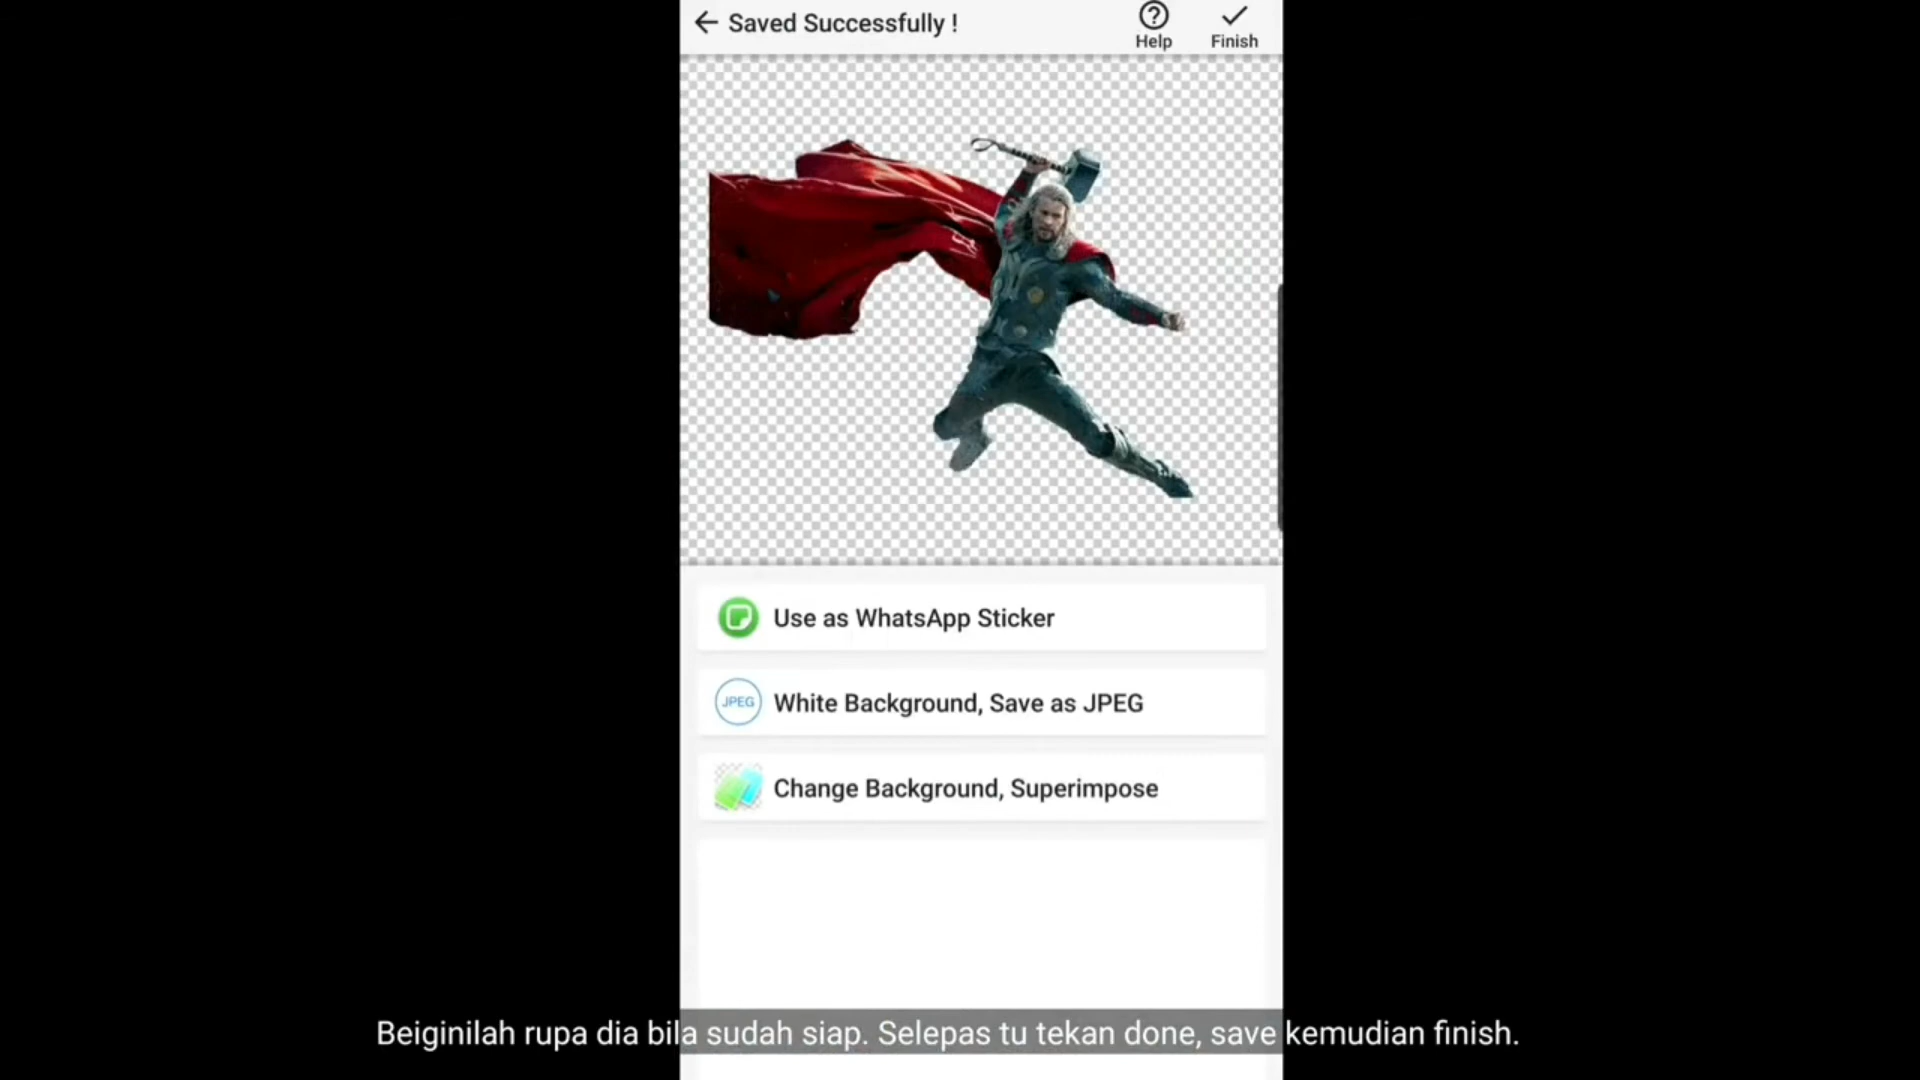 Saved Successfully !
Help
Finish
Use as WhatsApp Sticker
JPEG
White Background, Save as JPEG
Change Background, Superimpose
Beiginilah rupa dia bila sudah siap. Selepas tu tekan done, save kemudian finish.